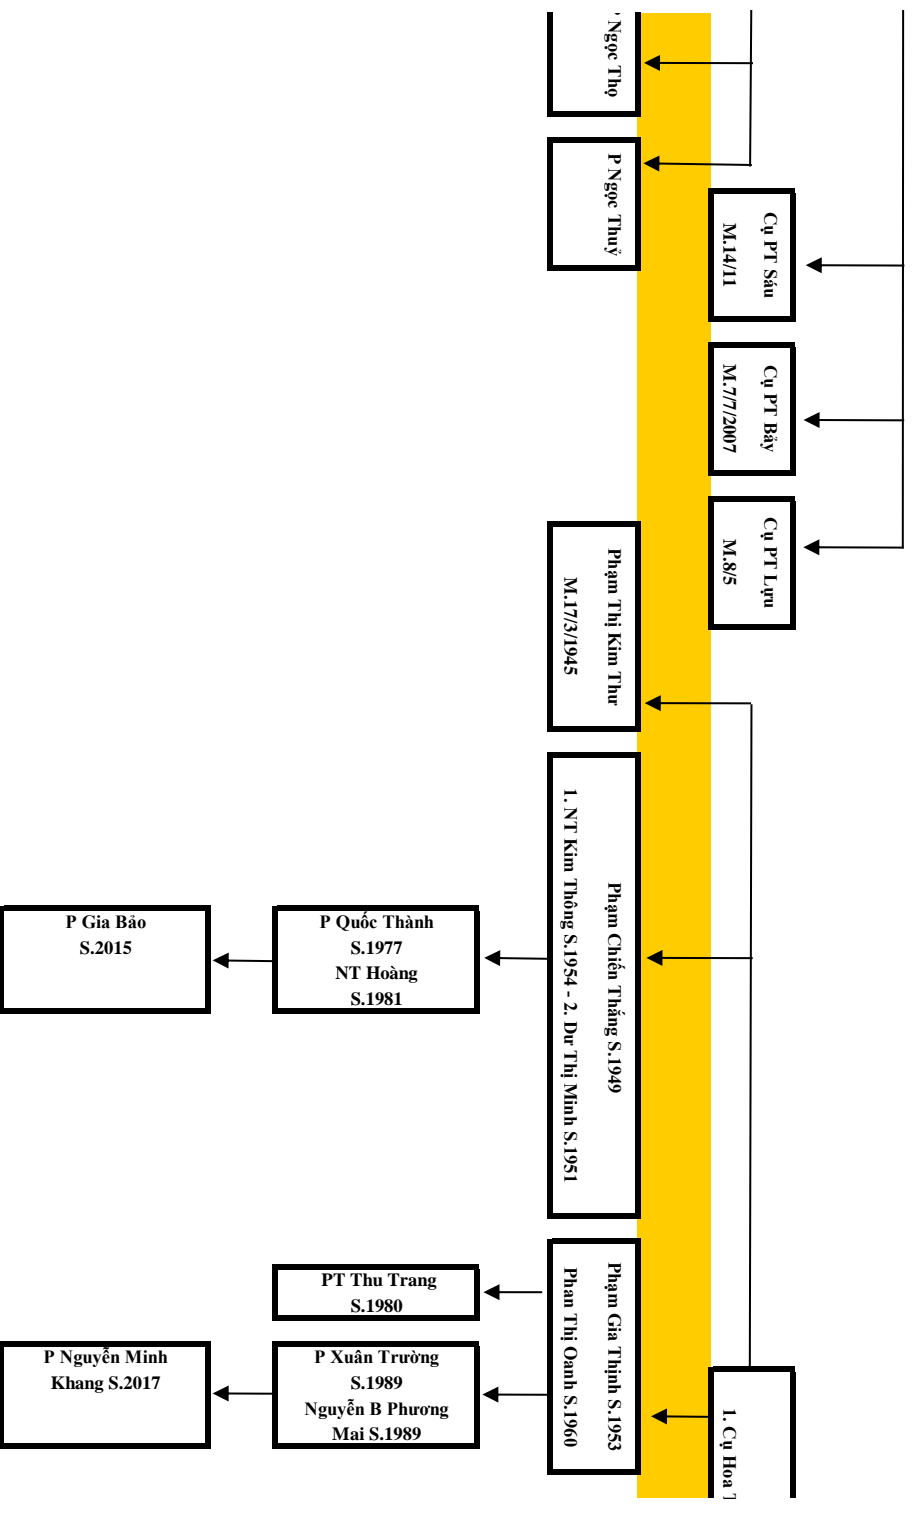 Ngọc Thọ
P Ngọc Thuỷ
Cụ PT Sáu
M.14/11
Cụ PT Bảy
M.7/7/2007
Cụ PT Lựu
M.8/5
Phạm Thị Kim Thư
M.17/3/1945
Phạm Chiến Thắng S.1949
1. NT Kim Thông S.1954 - 2. Dư Thị Minh S.1951
P Gia Bảo
S.2015
P Quốc Thành
S.1977
NT Hoàng
S.1981
Phạm Gia Thịnh S.1953
Phan Thị Oanh S.1960
PT Thu Trang
S.1980
P Xuân Trường
S.1989
Nguyễn B Phương
Mai S.1989
P Nguyễn Minh
Khang S.2017
1. Cụ Hoa